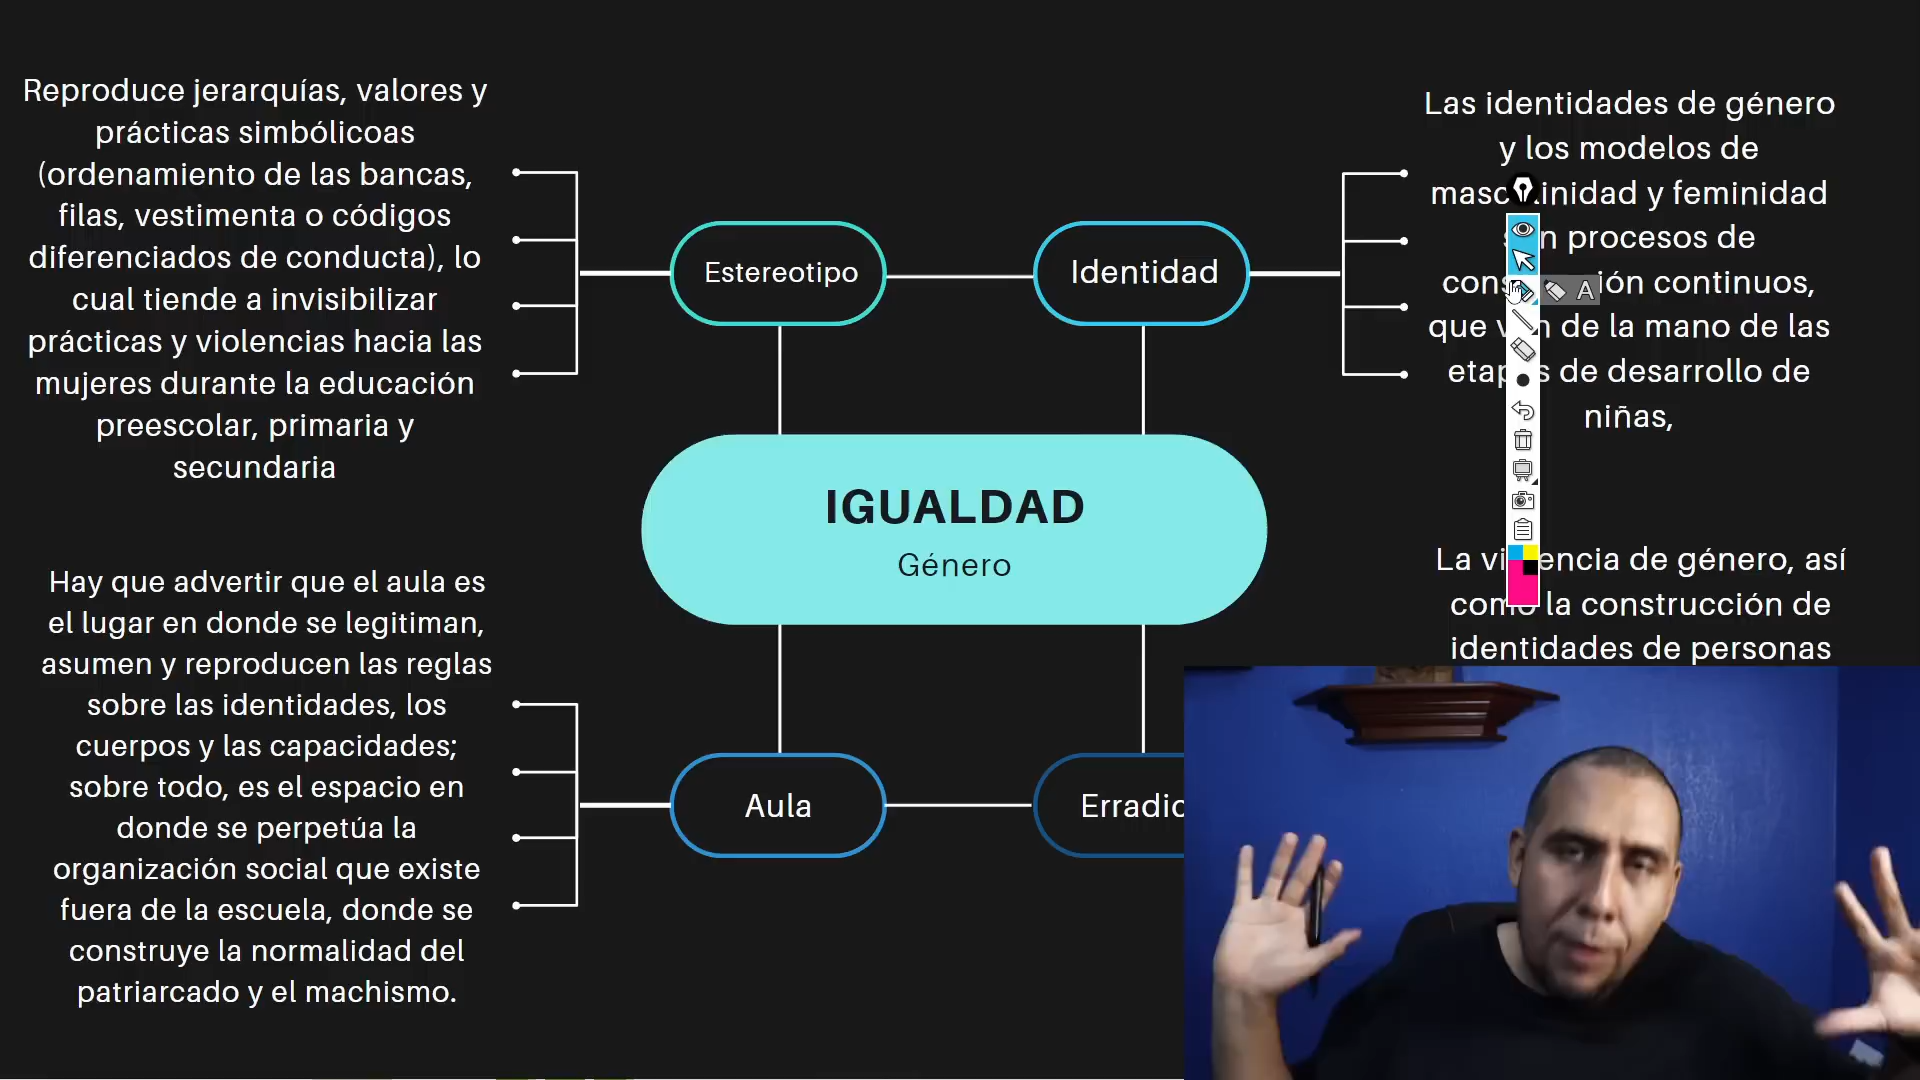 Reproduce jerarquías, valores y
prácticas simbólicoas
(ordenamiento de las bancas,
filas, vestimenta o códigos
diferenciados de conducta), lo
cual tiende a invisibilizar
prácticas y violencias hacia las
mujeres durante la educación
preescolar, primaria y
secundaria
Estereotipo
Identidad
Las identidades de género
y los modelos de
y feminidad
procesos de
continuos,
que de la mano de las
de desarrollo de
niñas,
A
IGUALDAD
Género
Hay que advertir que el aula es
el lugar en donde se legitiman,
asumen y reproducen las reglas
sobre las identidades, los
cuerpos y las capacidades;
sobre todo, es el espacio en
donde se perpetúa la
organización social que existe
fuera de la escuela, donde se
construye la normalidad del
patriarcado y el machismo.
Aula
La de género, así
como la construcción de
identidades de personas